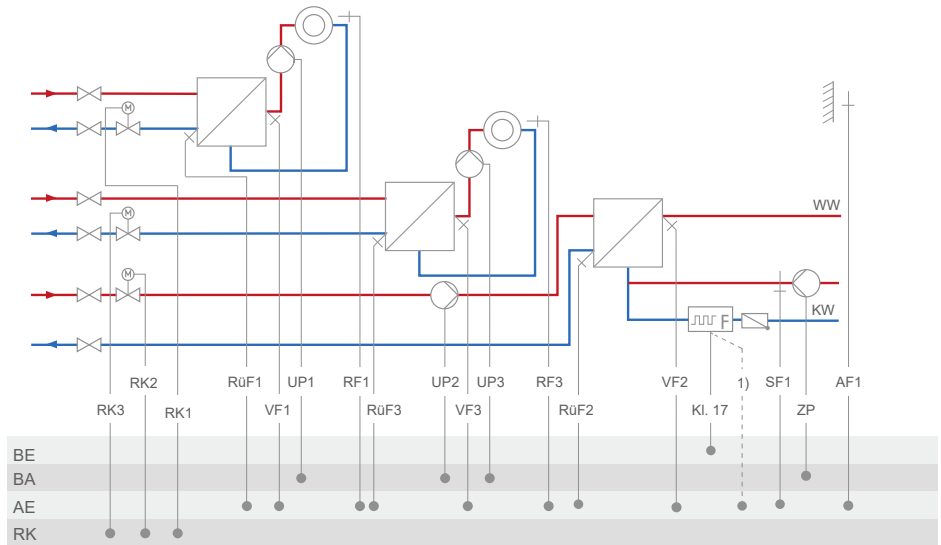 M
M
WW
M
F
KW
RK2 RüF1 UP1 RF1 UP2 UP3 RF3 VF2 1) SF1 AF1
RK3 RK1 VF1 RüF3 VF3 RüF2 Kl. 17 ZP
BE
BA
AE
RK